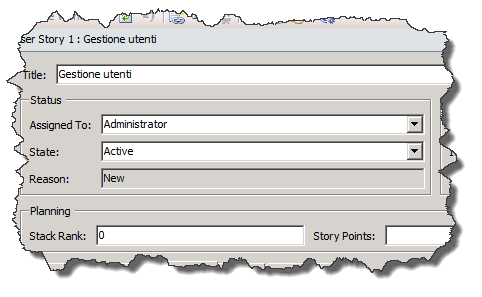 ser Story 1 : Gestione utenti
Title: Gestione utenti
Status
Assigned To: Administrator
State: Active
Reason: New
Planning
Stack Rank: 0 Story Points: